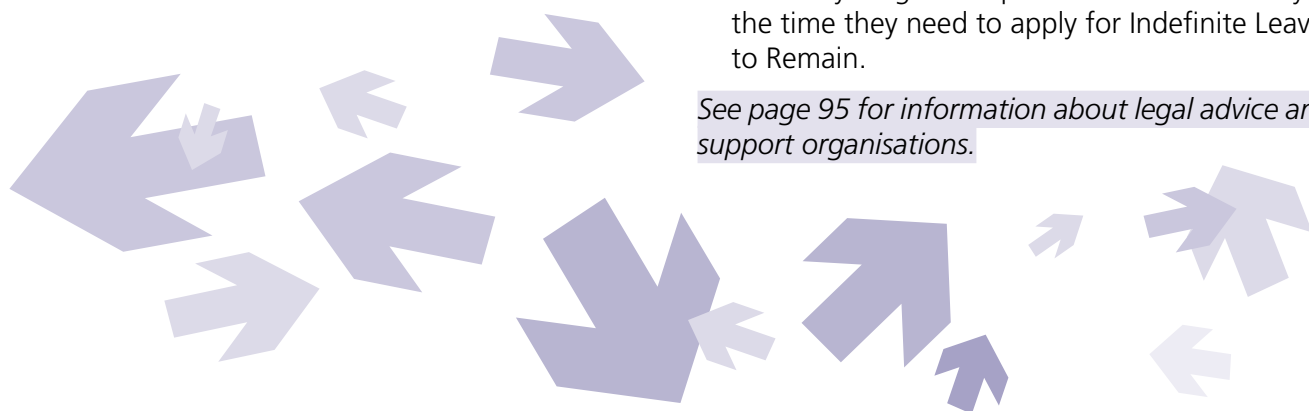 the time they need to apply for Indefinite Leav
to Remain.
See page 95 for information about legal advice a
support organisations.